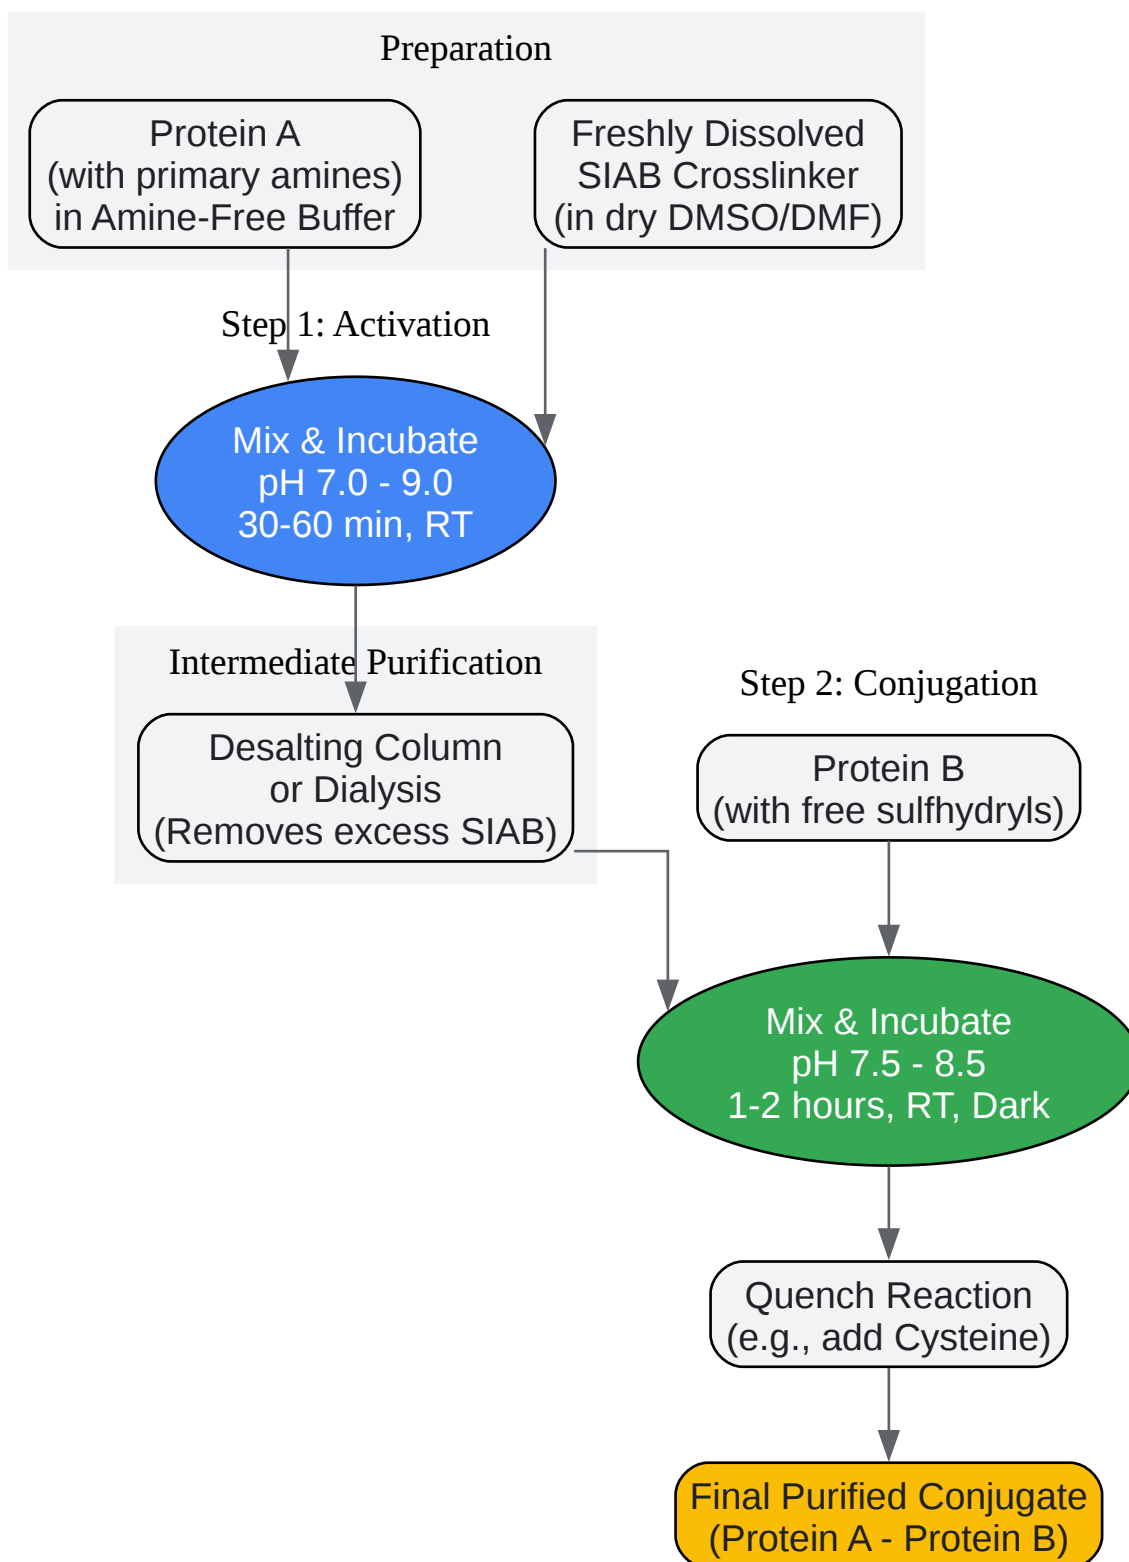 Preparation
Protein A
(with primary amines)
in Amine-Free Buffer
Freshly Dissolved
SIAB Crosslinker
(in dry DMSO/DMF)
Step 1: Activation
Mix & Incubate
pH 7.0 - 9.0
30-60 min, RT
Intermediate Purification
Desalting Column
or Dialysis
(Removes excess SIAB)
Step 2: Conjugation
Protein B
(with free sulfhydryls)
Mix & Incubate
pH 7.5 - 8.5
1-2 hours, RT, Dark
Quench Reaction
(e.g., add Cysteine)
Final Purified Conjugate
(Protein A - Protein B)